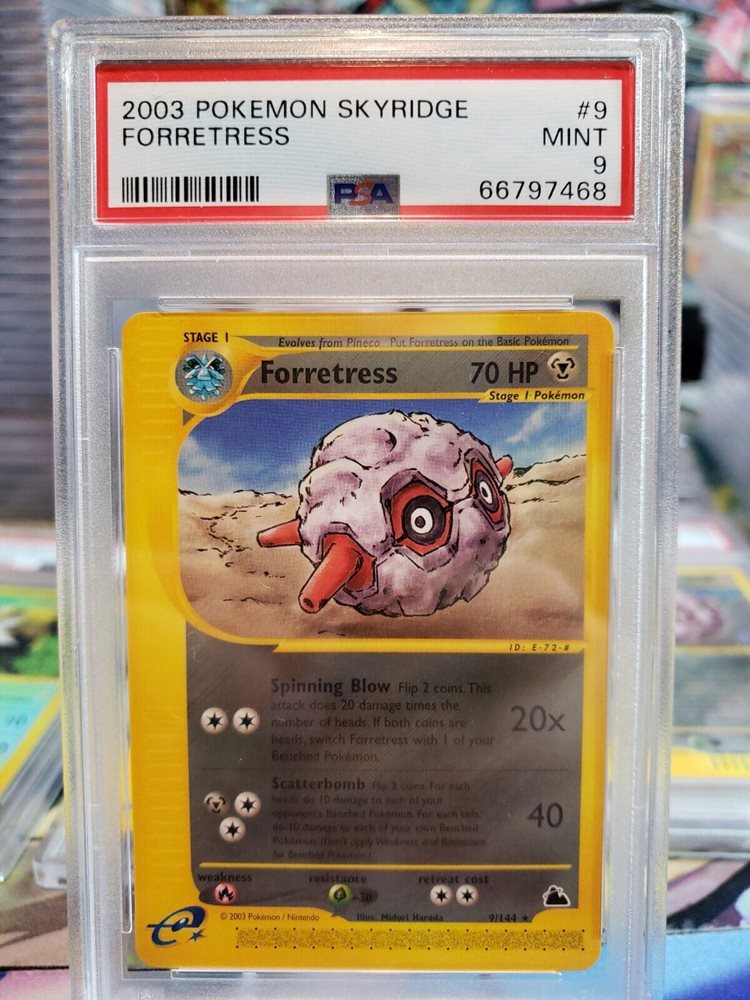 2003 POKEMON SKYRIDGE #9
FORRETRESS MINT
9
PSA 66797468
STAGE 1 Evolves from Pineco Put Forretress on the Basic Pokémon
Forretress 70 HP
Stage 1 Pokémon
ID: E-72-#
Spinning Blow Flip 2 coins. This
attack does 20 damage times the
number of heads. If both coins are
heads, switch Forretress with 1 of your
Benched Pokémon.
20x
Scatterbomb Flip 2 coins. For each
heads, do 10 damage to each of your
opponent's Benched Pokémon. For each tails,
do 10 damage to each of your own Benched
Pokémon. (Don't apply Weakness and Resistance
for Benched Pokémon.)
40
weakness resistance retreat cost
-30
© 2003 Pokémon / Nintendo Illus. Midori Harada 9/144 ★
e